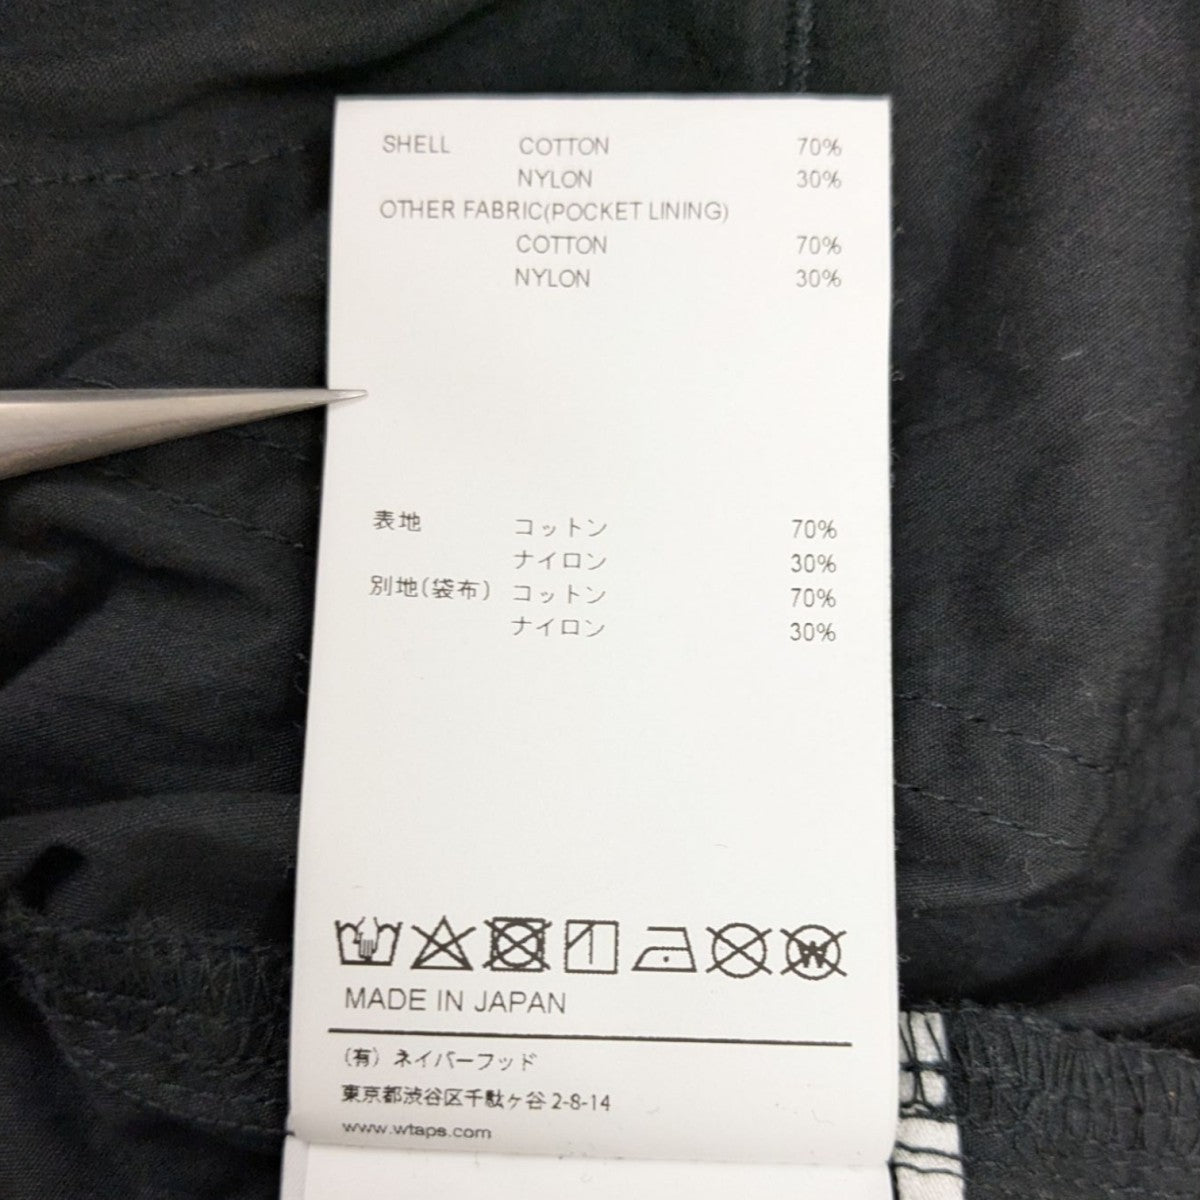 SHELL COTTON 70%
NYLON 30%
OTHER FABRIC(POCKET LINING)
COTTON 70%
NYLON 30%
表地 コットン 70%
ナイロン 30%
別地(袋布) コットン 70%
ナイロン 30%
W
MADE IN JAPAN
(有) ネイバーフッド
東京都渋谷区千駄ヶ谷 2-8-14
www.wtaps.com